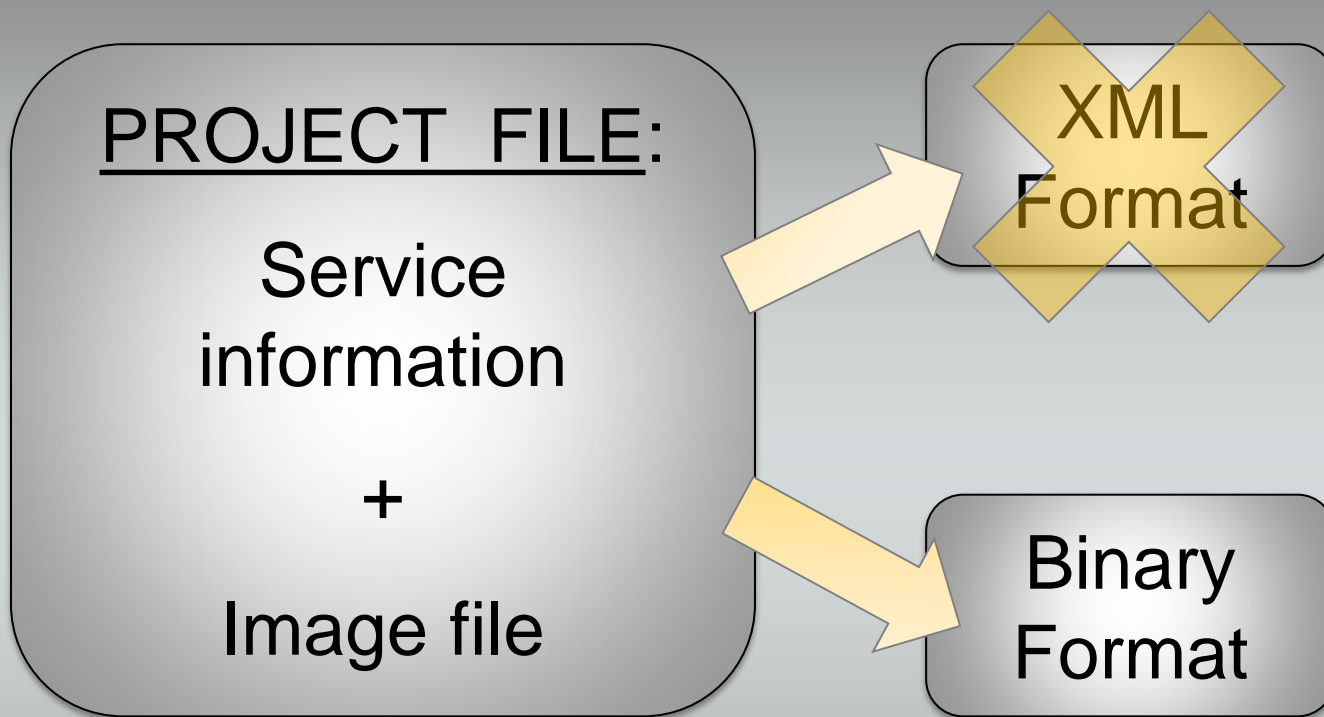 PROJECT FILE:
Service
information
+
Image file
XML
Format
Binary
Format